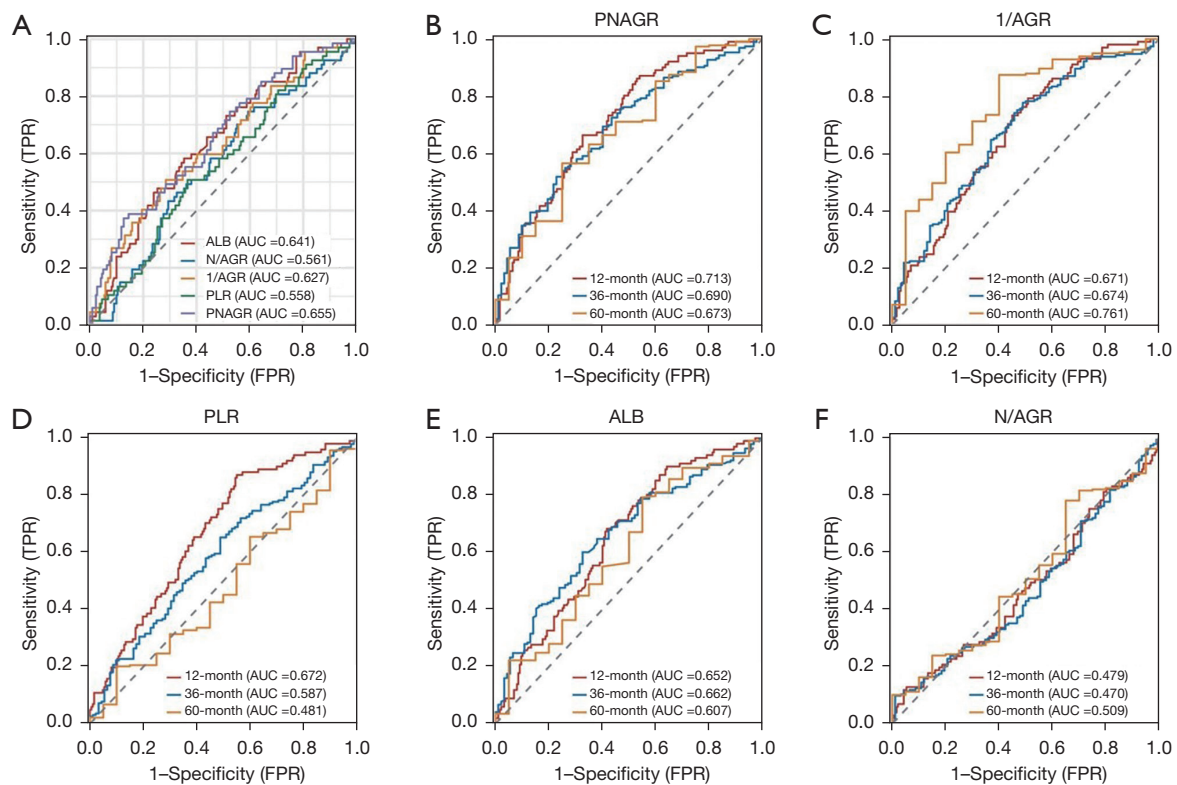 A
1.0
0.8
0.6
0.4
0.2
0.0
Sensitivity (TPR)
ALB (AUC =0.641)
N/AGR (AUC =0.561)
1/AGR (AUC =0.627)
PLR (AUC =0.558)
PNAGR (AUC =0.655)
0.0 0.2 0.4 0.6 0.8 1.0
1–Specificity (FPR)
B
PNAGR
1.0
0.8
0.6
0.4
0.2
0.0
Sensitivity (TPR)
12-month (AUC =0.713)
36-month (AUC =0.690)
60-month (AUC =0.673)
0.0 0.2 0.4 0.6 0.8 1.0
1–Specificity (FPR)
C
1/AGR
1.0
0.8
0.6
0.4
0.2
0.0
Sensitivity (TPR)
12-month (AUC =0.671)
36-month (AUC =0.674)
60-month (AUC =0.761)
0.0 0.2 0.4 0.6 0.8 1.0
1–Specificity (FPR)
D
PLR
1.0
0.8
0.6
0.4
0.2
0.0
Sensitivity (TPR)
12-month (AUC =0.672)
36-month (AUC =0.587)
60-month (AUC =0.481)
0.0 0.2 0.4 0.6 0.8 1.0
1–Specificity (FPR)
E
ALB
1.0
0.8
0.6
0.4
0.2
0.0
Sensitivity (TPR)
12-month (AUC =0.652)
36-month (AUC =0.662)
60-month (AUC =0.607)
0.0 0.2 0.4 0.6 0.8 1.0
1–Specificity (FPR)
F
N/AGR
1.0
0.8
0.6
0.4
0.2
0.0
Sensitivity (TPR)
12-month (AUC =0.479)
36-month (AUC =0.470)
60-month (AUC =0.509)
0.0 0.2 0.4 0.6 0.8 1.0
1–Specificity (FPR)